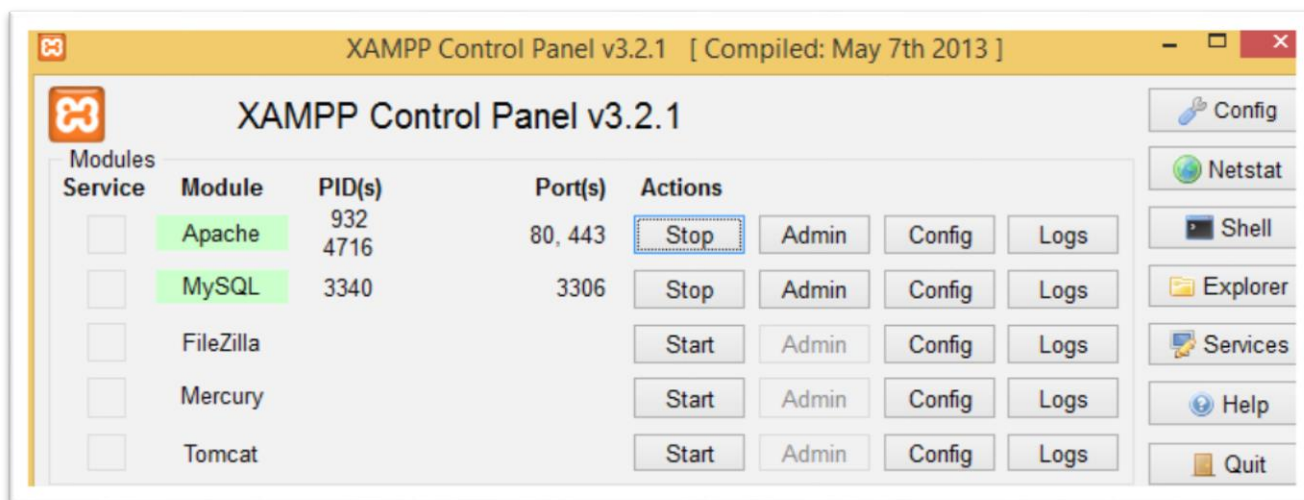 XAMPP Control Panel v3.2.1 [ Compiled: May 7th 2013 ]
XAMPP Control Panel v3.2.1
Config
Modules
Service Module PID(s) Port(s) Actions
Netstat
Apache 932 4716 80, 443 Stop Admin Config Logs
Shell
MySQL 3340 3306 Stop Admin Config Logs
Explorer
FileZilla Start Admin Config Logs
Services
Mercury Start Admin Config Logs
Help
Tomcat Start Admin Config Logs
Quit